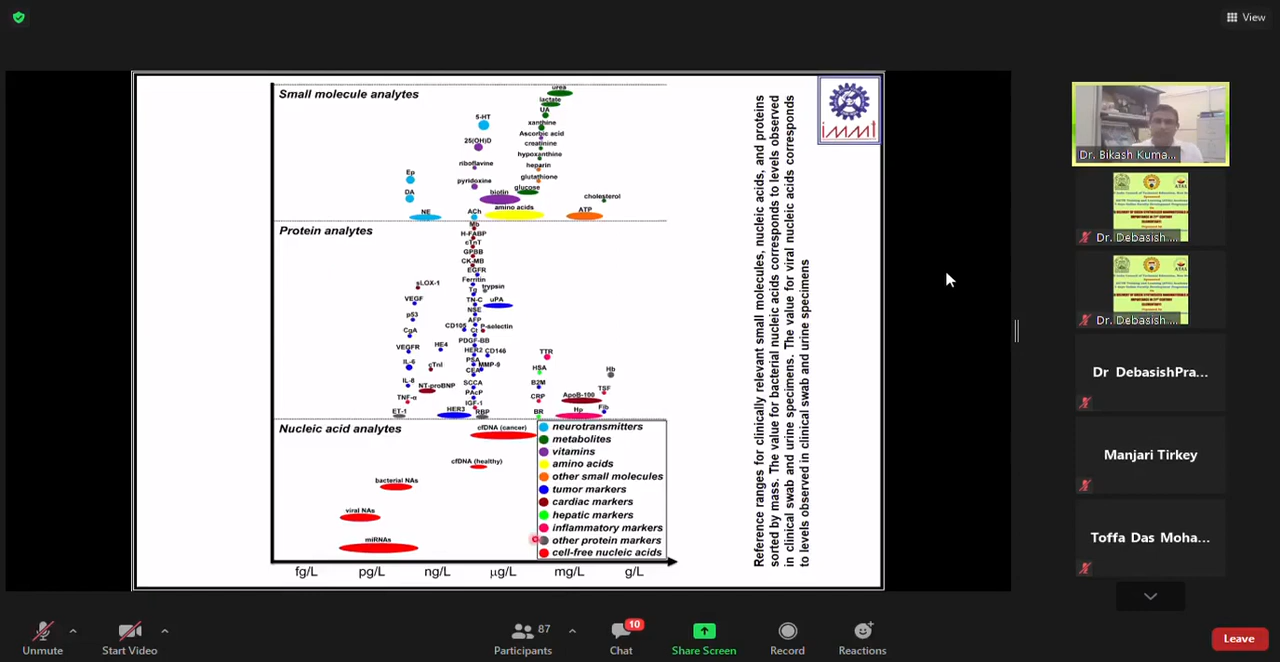 View
Small molecule analytes
urea
lactate
UA
xanthine
Ascorbic acid
creatinine
hypoxanthine
heparin
glutathione
glucose
cholesterol
5-HT
25(OH)D
riboflavine
pyridoxine
biotin
amino acids
Ep
DA
NE
ACh
ATP
Protein analytes
Mb
H-FABP
cTnT
GPBB
CK-MB
EGFR
Ferritin
Tg
trypsin
TN-C
uPA
NSE
AFP
CD105
Ct
P-selectin
PDGF-BB
HER2
CD146
PSA
MMP-9
CEA
SCCA
PAcP
IGF-1
HER3
RBP
sLOX-1
VEGF
p53
CgA
VEGFR
HE4
IL-6
cTnI
IL-8
NT-proBNP
TNF-α
ET-1
TTR
HSA
B2M
CRP
BR
Hb
TSF
ApoB-100
Hp
Fib
Nucleic acid analytes
cfDNA (cancer)
cfDNA (healthy)
bacterial NAs
viral NAs
miRNAs
neurotransmitters
metabolites
vitamins
amino acids
other small molecules
tumor markers
cardiac markers
hepatic markers
inflammatory markers
other protein markers
cell-free nucleic acids
fg/L pg/L ng/L µg/L mg/L g/L
Reference ranges for clinically relevant small molecules, nucleic acids, and proteins
sorted by mass. The value for bacterial nucleic acids corresponds to levels observed
in clinical swab and urine specimens. The value for viral nucleic acids corresponds
to levels observed in clinical swab and urine specimens
immt
Dr. Bikash Kuma...
Dr. Debasish ...
Dr. Debasish ...
Dr DebasishPra...
Manjari Tirkey
Toffa Das Moha...
Unmute
Start Video
87
Participants
10
Chat
Share Screen
Record
Reactions
Leave